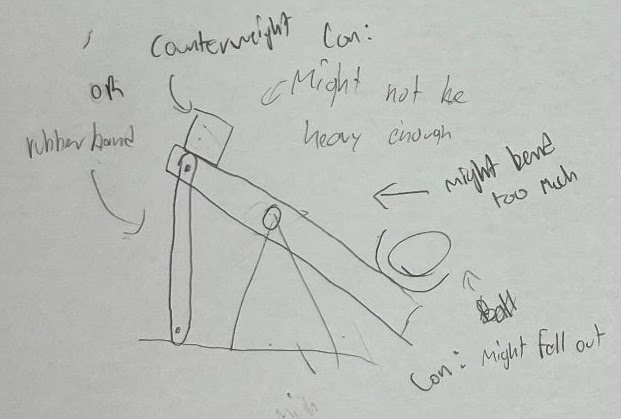 Counterweight
OR
rubber band
Con:
Might not be
heavy enough
might bend
too much
Ball
Con: Might fall out